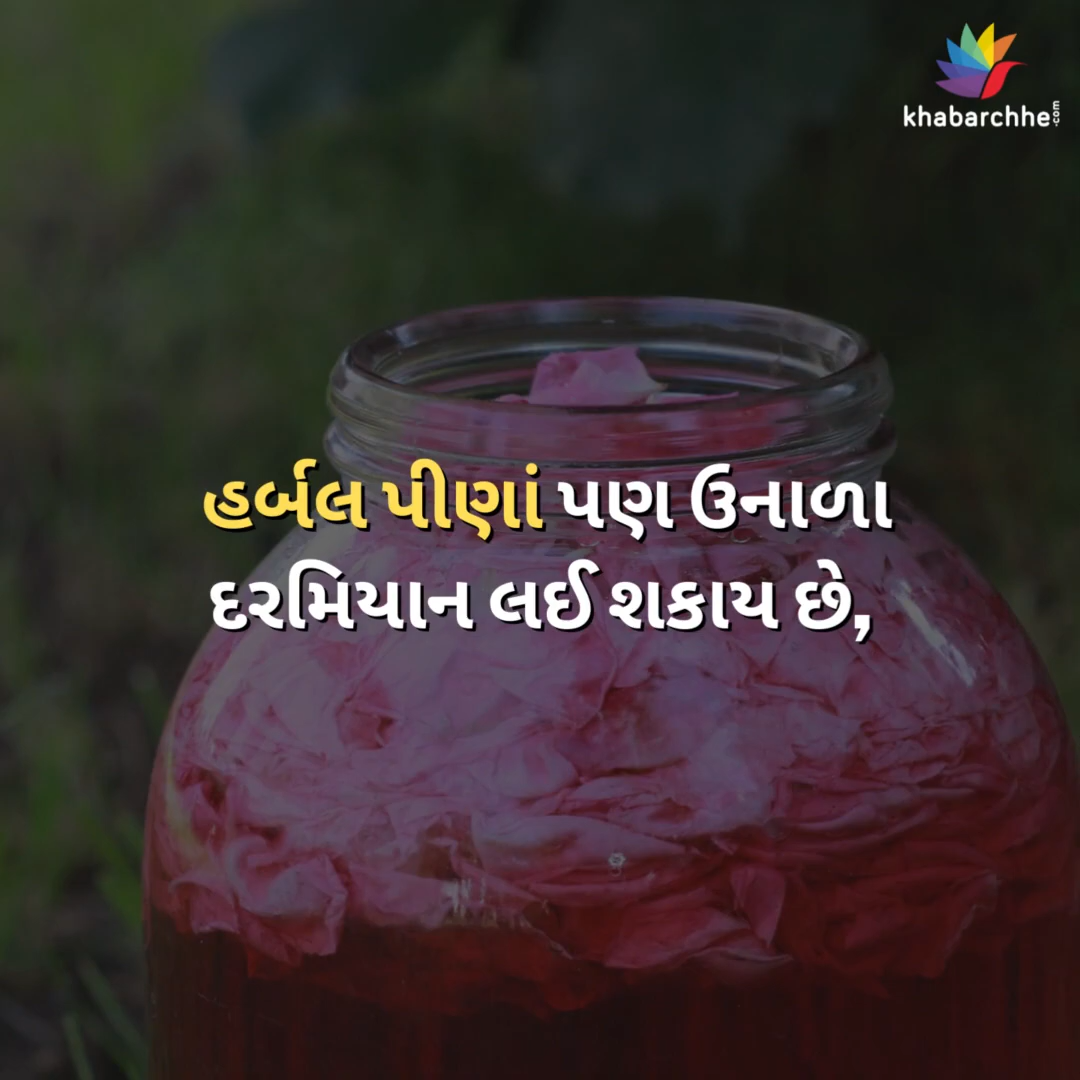 khabarchhe.com
હર્બલ પીણાં પણ ઉનાળા
દરમિયાન લઈ શકાય છે,